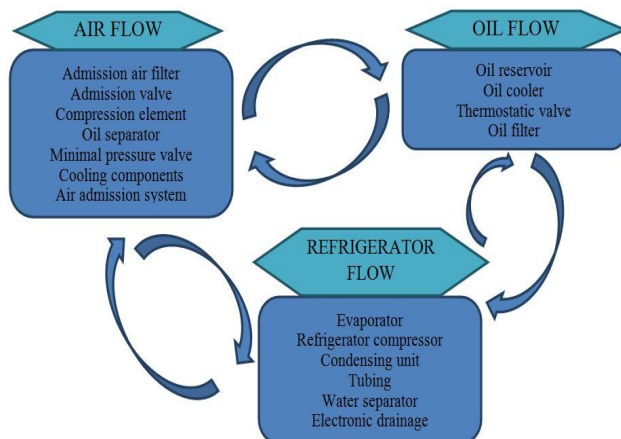 AIR FLOW
Admission air filter
Admission valve
Compression element
Oil separator
Minimal pressure valve
Cooling components
Air admission system
OIL FLOW
Oil reservoir
Oil cooler
Thermostatic valve
Oil filter
REFRIGERATOR
FLOW
Evaporator
Refrigerator compressor
Condensing unit
Tubing
Water separator
Electronic drainage